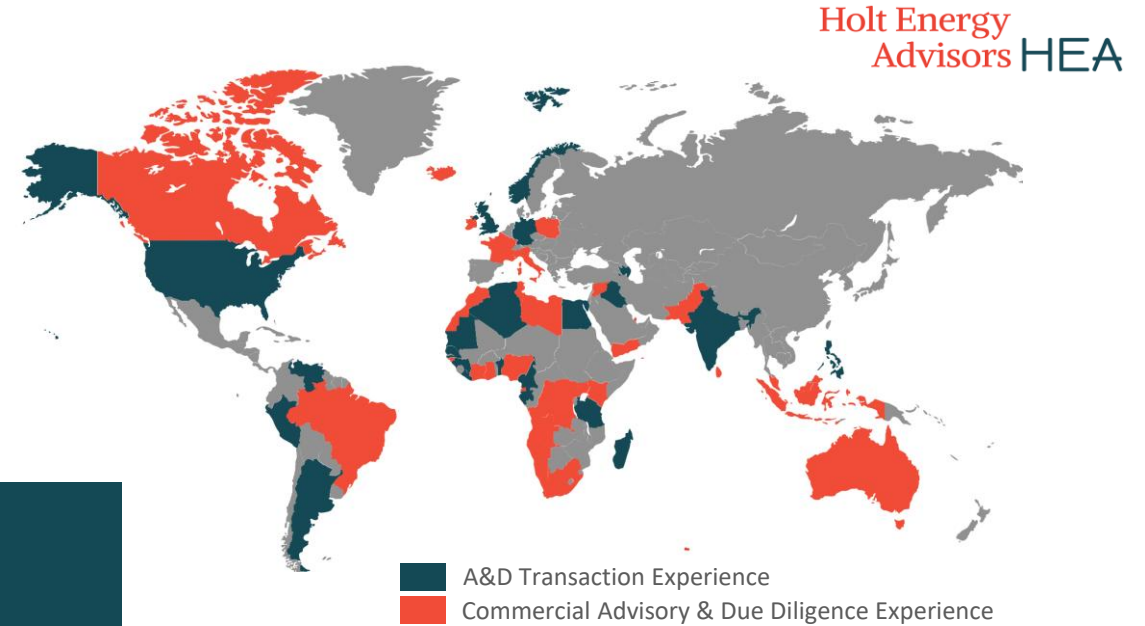 Holt Energy
Advisors HEA
A&D Transaction Experience
Commercial Advisory & Due Diligence Experience